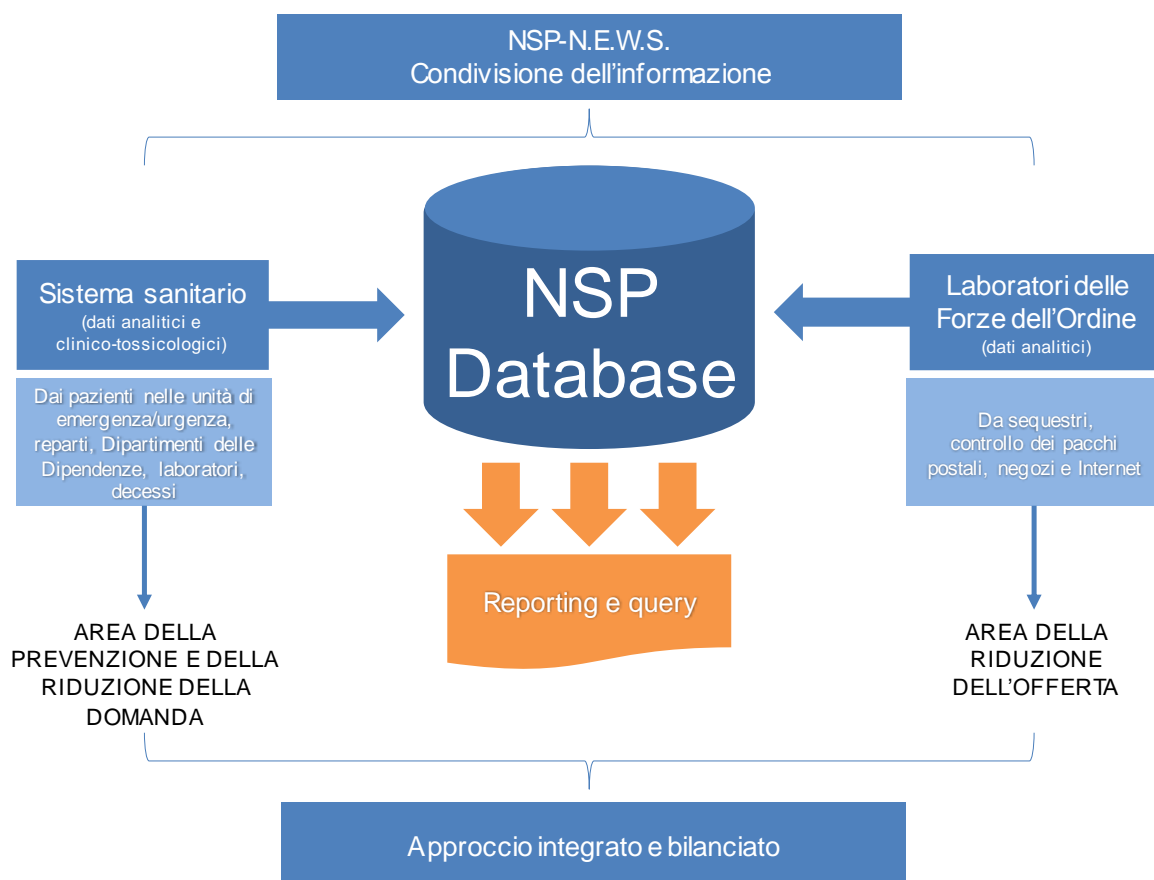 NSP-N.E.W.S.
Condivisione dell'informazione
NSP
Database
Sistema sanitario
(dati analitici e
clinico-tossicologici)
Dai pazienti nelle unità di
emergenza/urgenza,
reparti, Dipartimenti delle
Dipendenze, laboratori,
decessi
Laboratori delle
Forze dell'Ordine
(dati analitici)
Da sequestri,
controllo dei pacchi
postali, negozi e Internet
Reporting e query
AREA DELLA
PREVENZIONE E DELLA
RIDUZIONE DELLA
DOMANDA
AREA DELLA
RIDUZIONE
DELL'OFFERTA
Approccio integrato e bilanciato